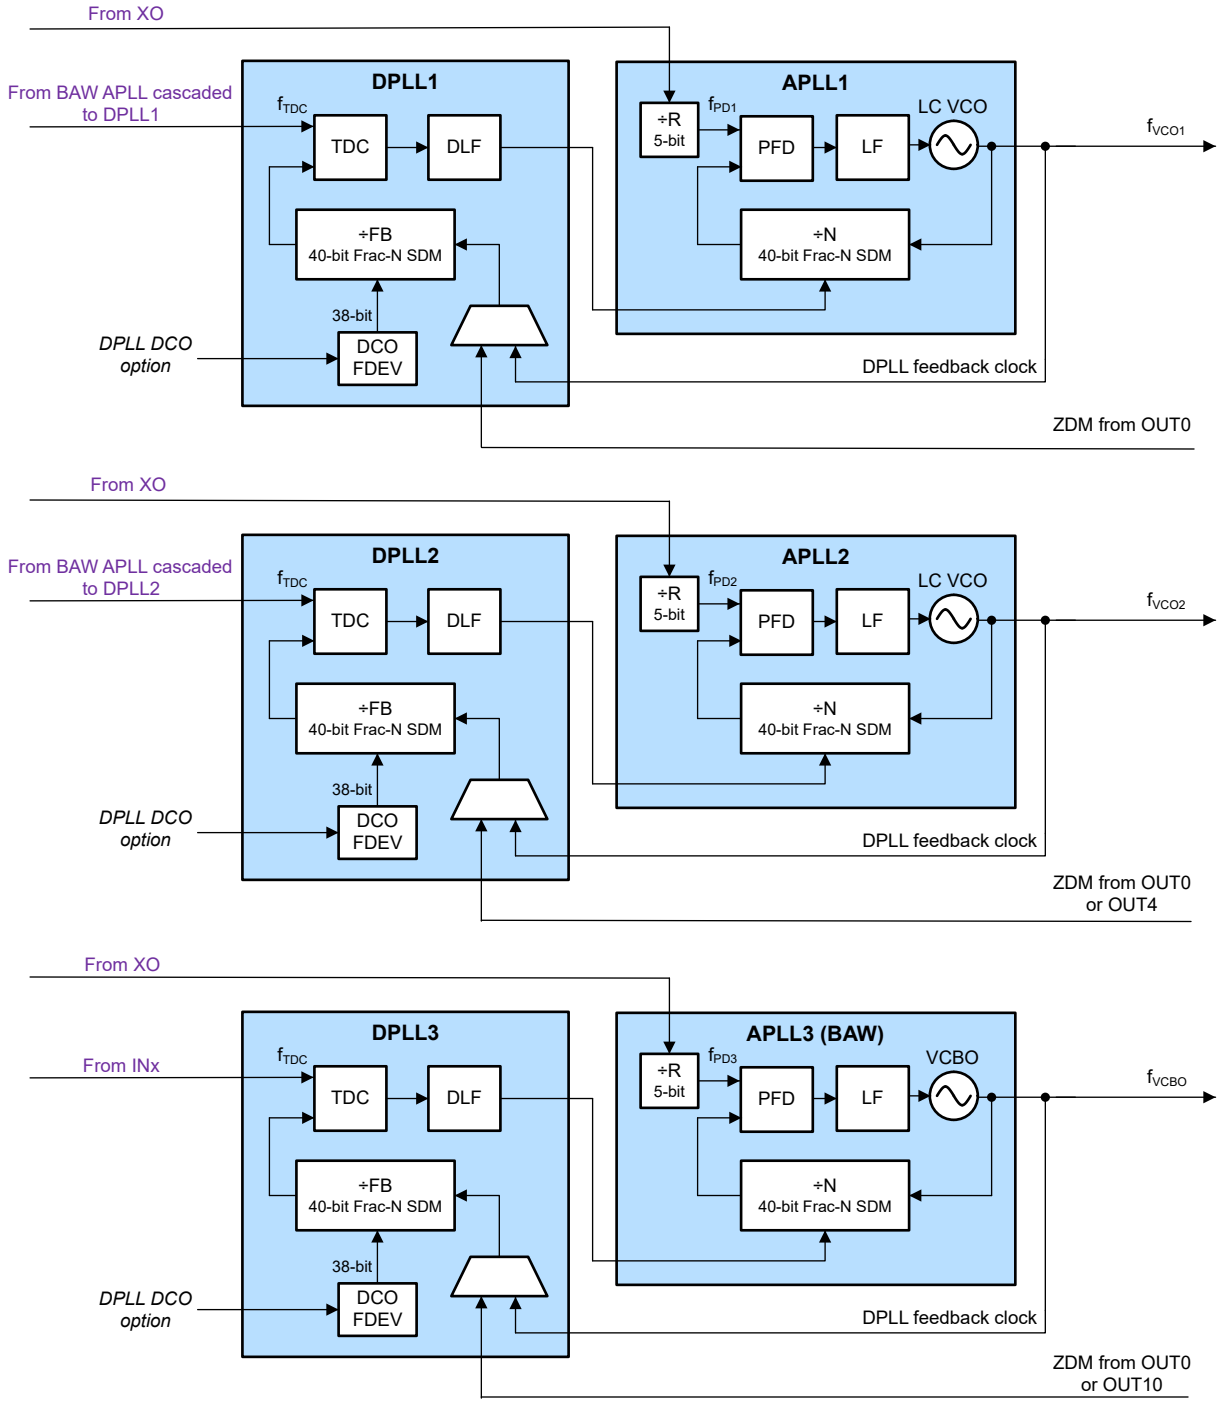 From XO
DPLL1
APLL1
From BAW APLL cascaded
to DPLL1
fTDC
fPD1
LC VCO
fVCO1
÷R
5-bit
TDC
DLF
PFD
LF
÷FB
40-bit Frac-N SDM
÷N
40-bit Frac-N SDM
38-bit
DPLL DCO
option
DCO
FDEV
DPLL feedback clock
ZDM from OUT0
From XO
DPLL2
APLL2
From BAW APLL cascaded
to DPLL2
fTDC
fPD2
LC VCO
fVCO2
÷R
5-bit
TDC
DLF
PFD
LF
÷FB
40-bit Frac-N SDM
÷N
40-bit Frac-N SDM
38-bit
DPLL DCO
option
DCO
FDEV
DPLL feedback clock
ZDM from OUT0
or OUT4
From XO
DPLL3
APLL3 (BAW)
From INx
fTDC
fPD3
VCBO
fVCBO
÷R
5-bit
TDC
DLF
PFD
LF
÷FB
40-bit Frac-N SDM
÷N
40-bit Frac-N SDM
38-bit
DPLL DCO
option
DCO
FDEV
DPLL feedback clock
ZDM from OUT0
or OUT10